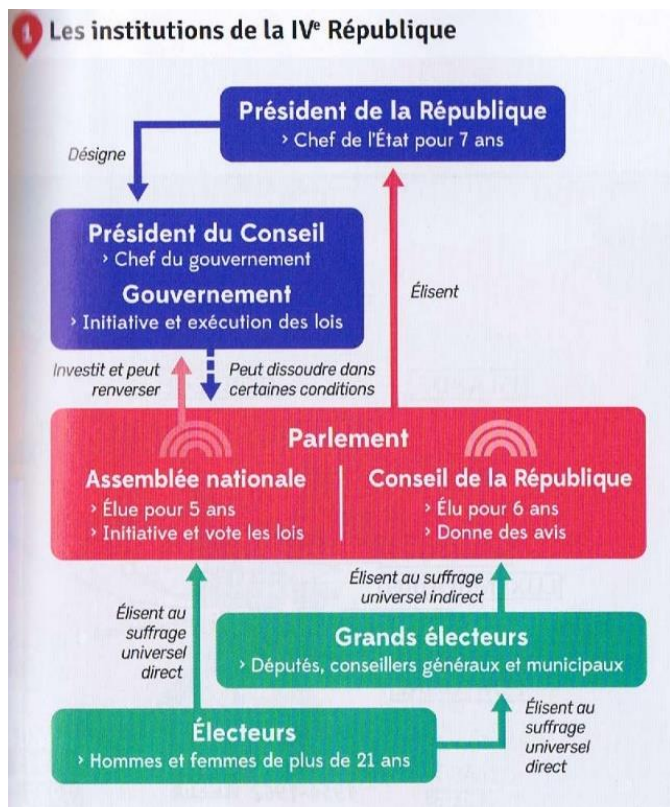 1 Les institutions de la IVe République
Président de la République
› Chef de l'État pour 7 ans
Désigne
Président du Conseil
› Chef du gouvernement
Gouvernement
› Initiative et exécution des lois
Élisent
Investit et peut
renverser
Peut dissoudre dans
certaines conditions
Parlement
Assemblée nationale
› Élue pour 5 ans
› Initiative et vote les lois
Conseil de la République
› Élu pour 6 ans
› Donne des avis
Élisent au
suffrage
universel
direct
Élisent au suffrage
universel indirect
Grands électeurs
› Députés, conseillers généraux et municipaux
Électeurs
› Hommes et femmes de plus de 21 ans
Élisent au
suffrage
universel
direct